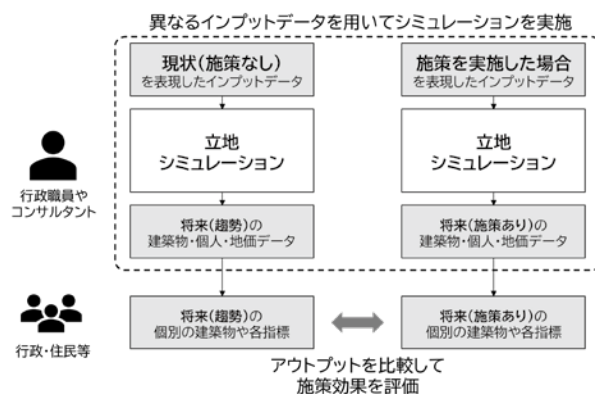 異なるインプットデータを用いてシミュレーションを実施
現状(施策なし)
を表現したインプットデータ
施策を実施した場合
を表現したインプットデータ
立地
シミュレーション
立地
シミュレーション
行政職員や
コンサルタント
将来(趨勢)の
建築物・個人・地価データ
将来(施策あり)の
建築物・個人・地価データ
将来(趨勢)の
個別の建築物や各指標
将来(施策あり)の
個別の建築物や各指標
行政・住民等
アウトプットを比較して
施策効果を評価